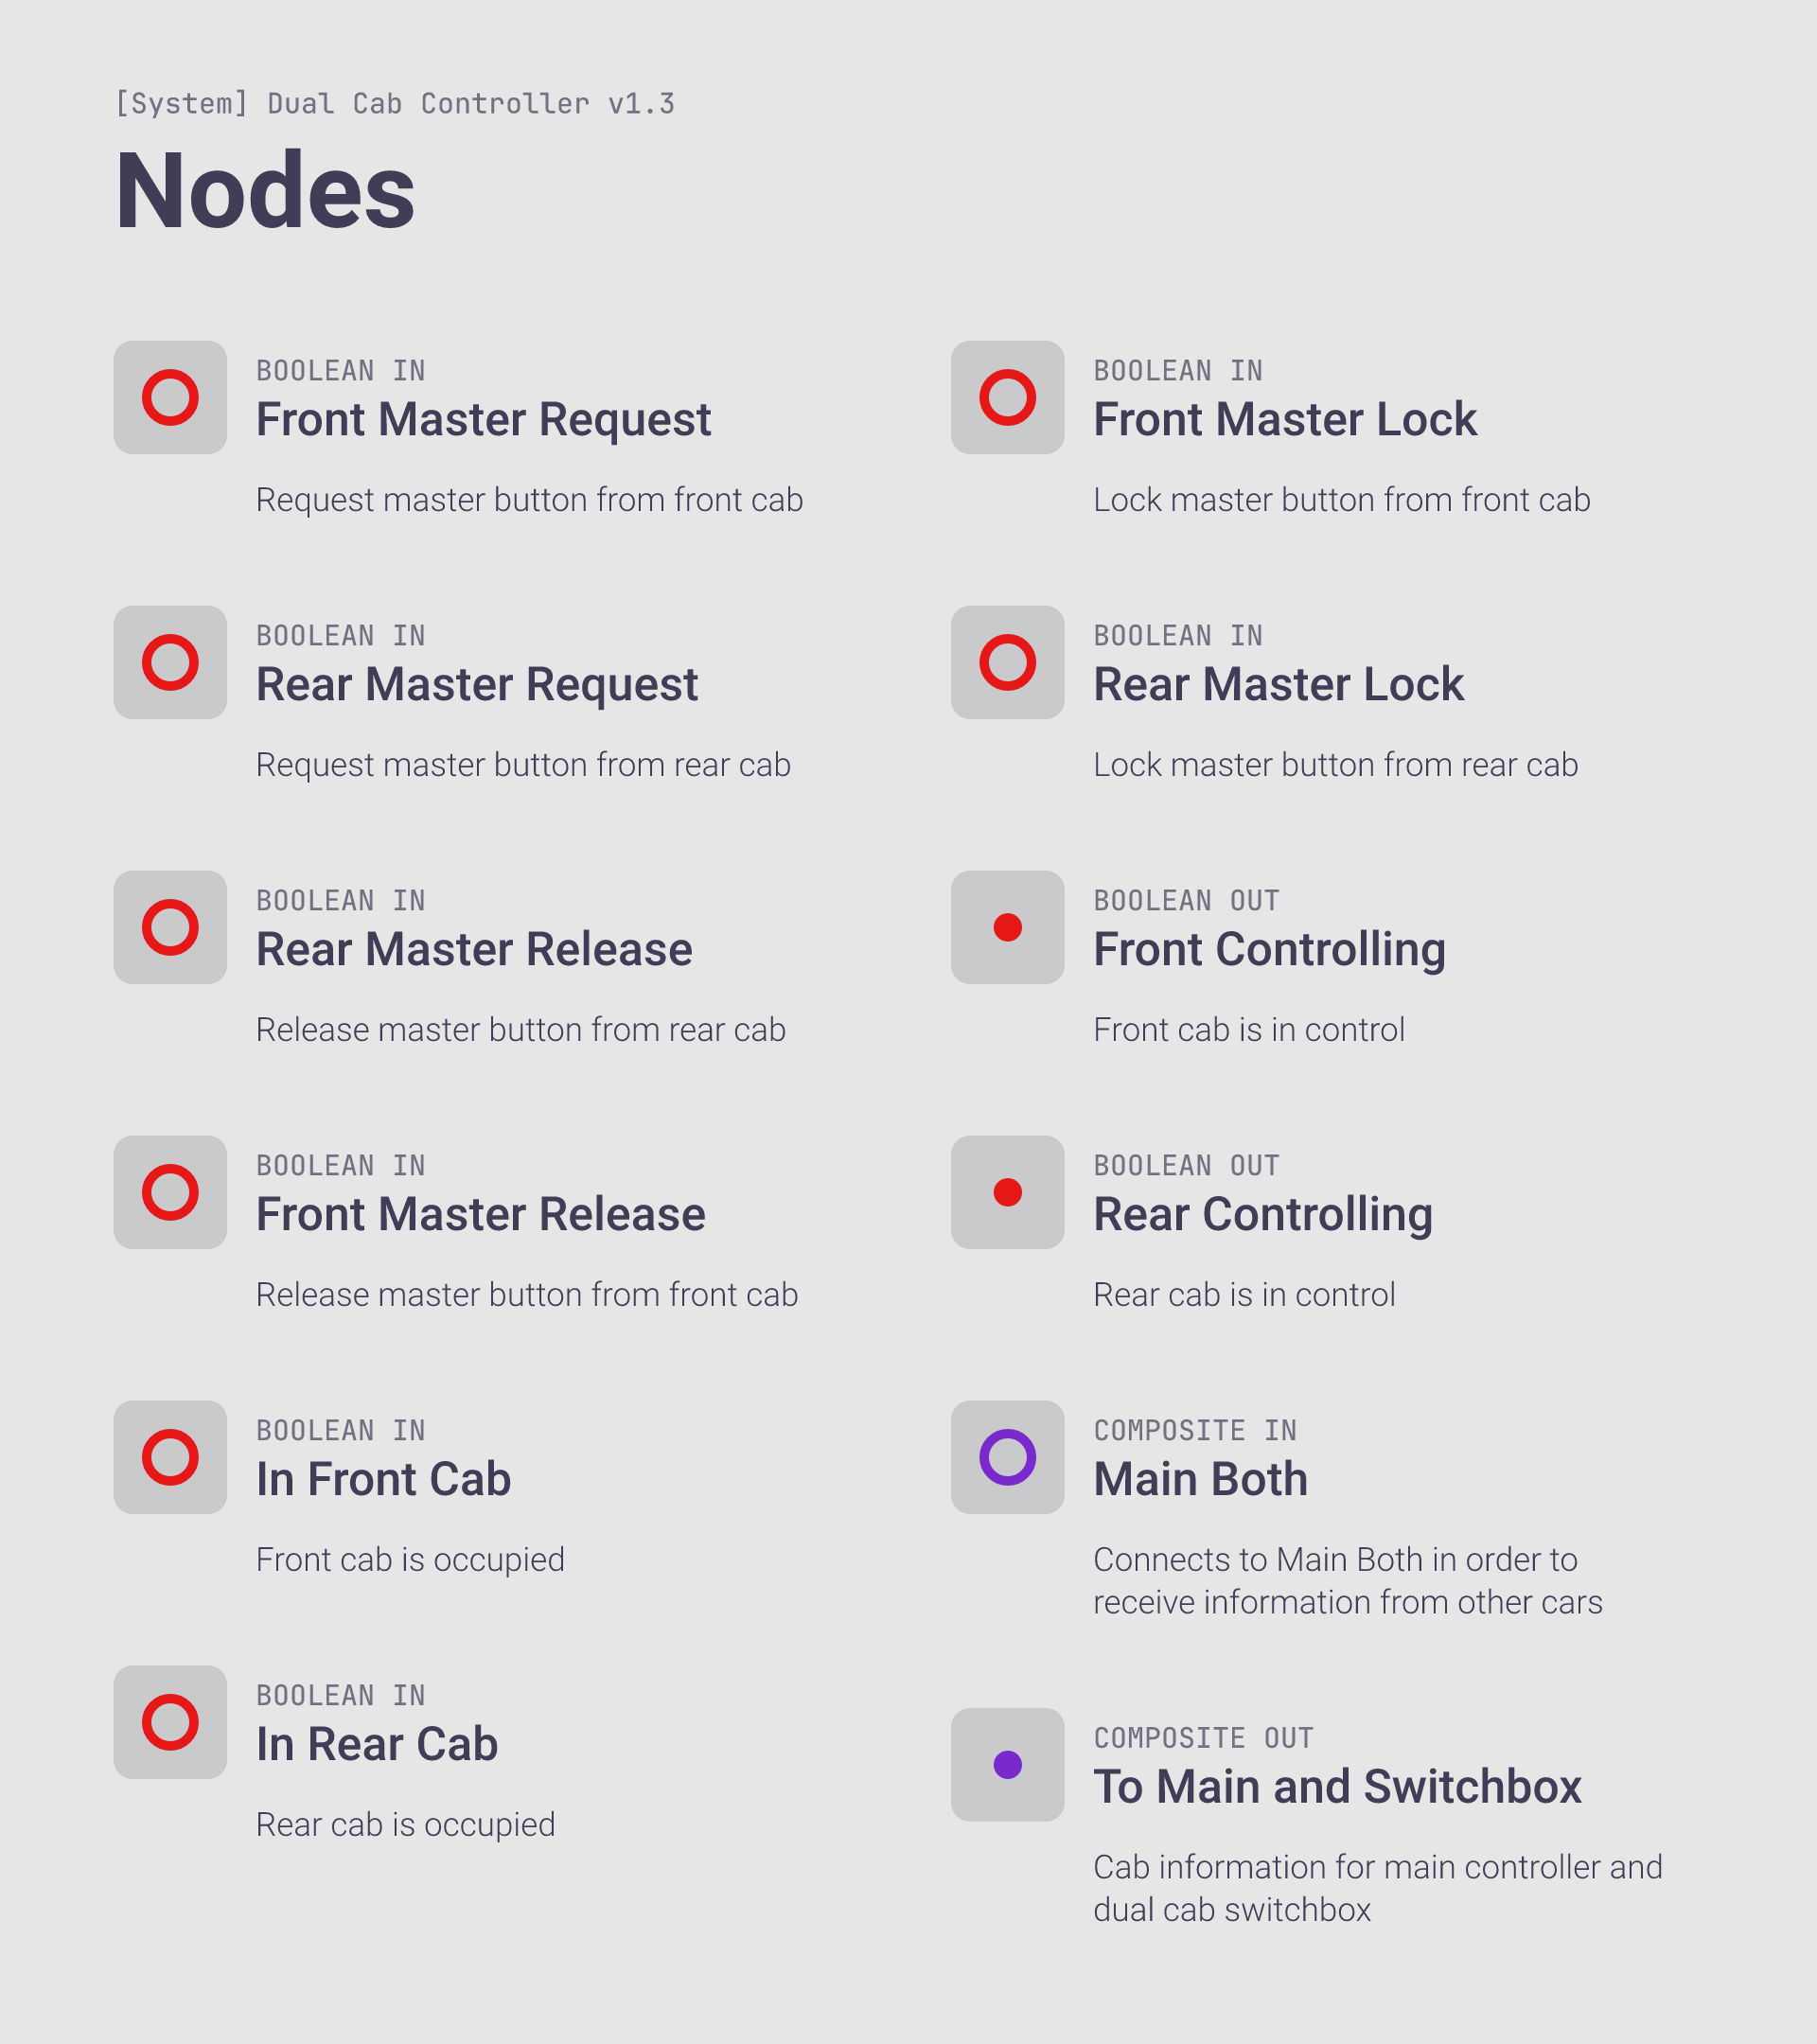 [System] Dual Cab Controller v1.3
Nodes
BOOLEAN IN
Front Master Request
Request master button from front cab
BOOLEAN IN
Rear Master Request
Request master button from rear cab
BOOLEAN IN
Rear Master Release
Release master button from rear cab
BOOLEAN IN
Front Master Release
Release master button from front cab
BOOLEAN IN
In Front Cab
Front cab is occupied
BOOLEAN IN
In Rear Cab
Rear cab is occupied
BOOLEAN IN
Front Master Lock
Lock master button from front cab
BOOLEAN IN
Rear Master Lock
Lock master button from rear cab
BOOLEAN OUT
Front Controlling
Front cab is in control
BOOLEAN OUT
Rear Controlling
Rear cab is in control
COMPOSITE IN
Main Both
Connects to Main Both in order to
receive information from other cars
COMPOSITE OUT
To Main and Switchbox
Cab information for main controller and
dual cab switchbox